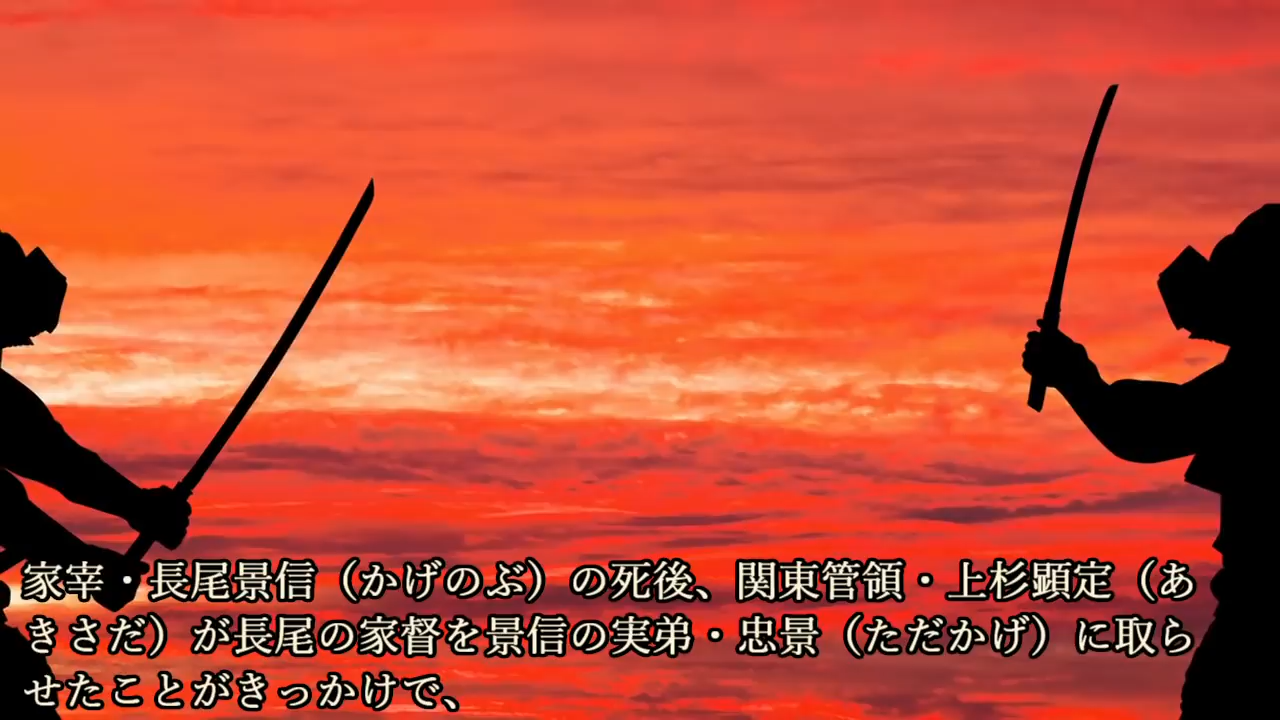 家宰・長尾景信（かげのぶ）の死後、関東管領・上杉顕定（あ
きさだ）が長尾の家督を景信の実弟・忠景（ただかげ）に取ら
せたことがきっかけで、